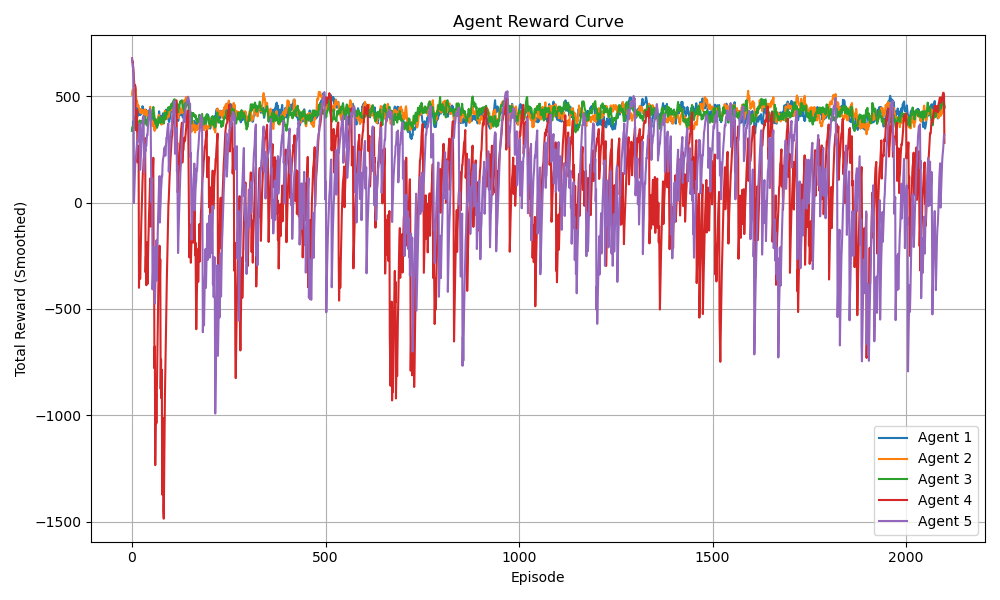 Agent Reward Curve
Total Reward (Smoothed)
500
0
−500
−1000
−1500
0
500
1000
1500
2000
Episode
Agent 1
Agent 2
Agent 3
Agent 4
Agent 5